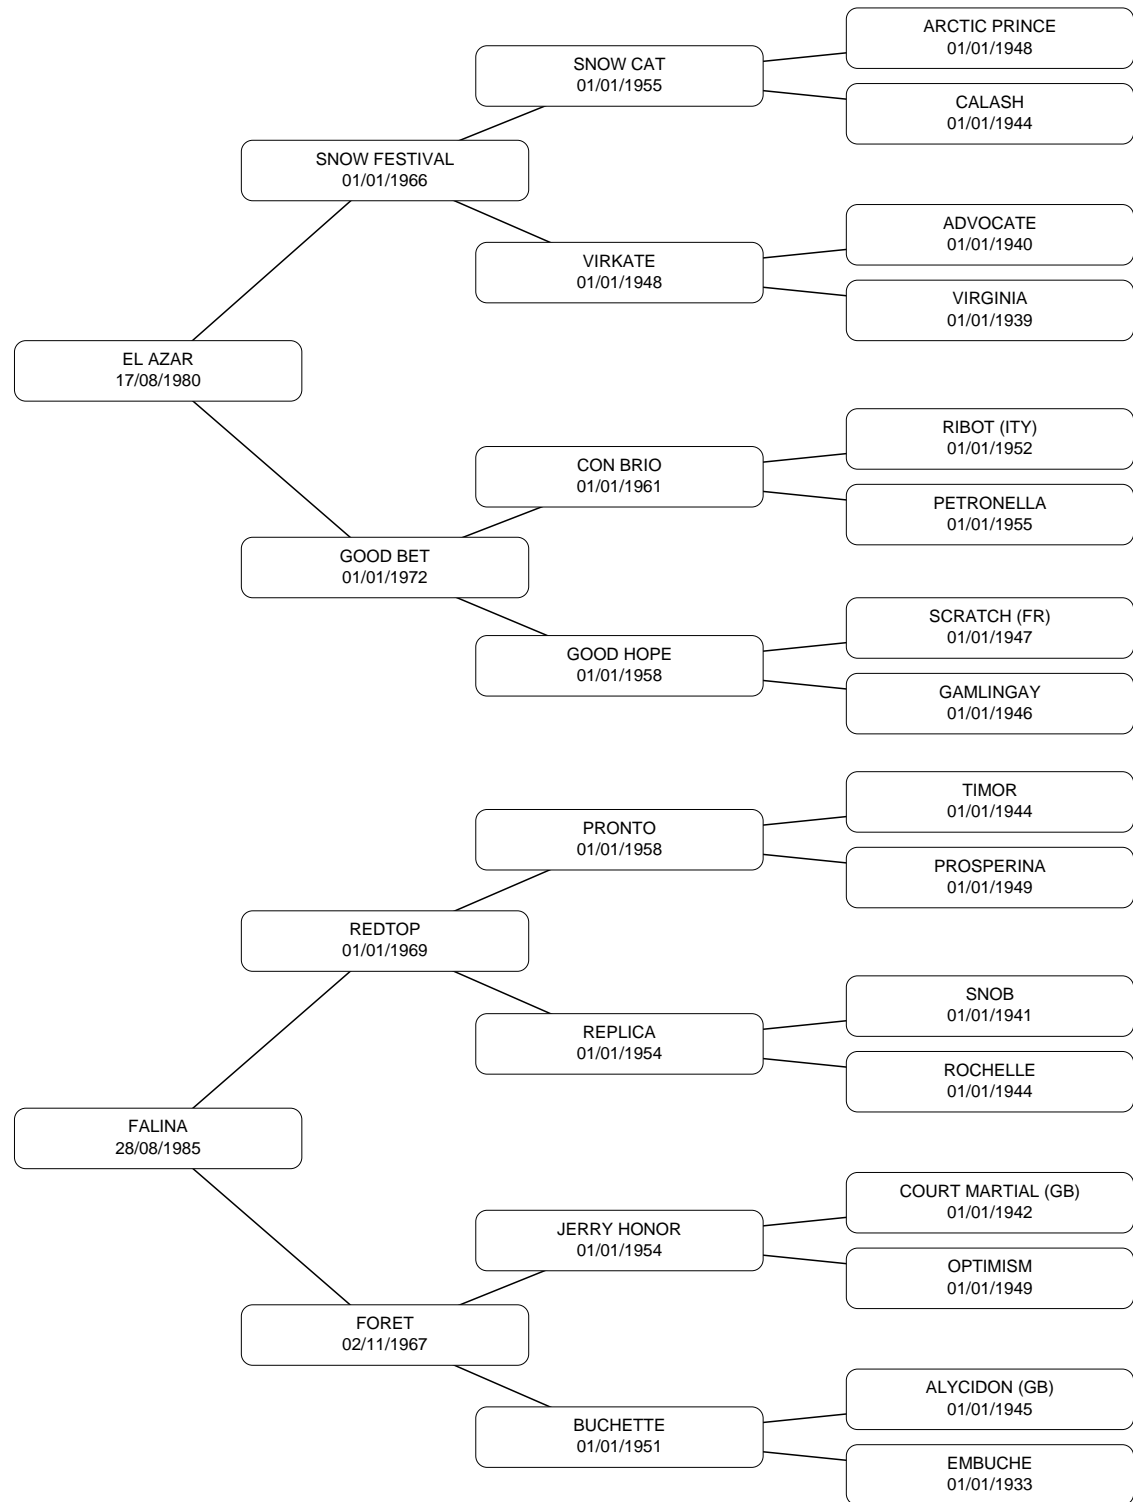 ARCTIC PRINCE
01/01/1948
SNOW CAT
01/01/1955
CALASH
01/01/1944
SNOW FESTIVAL
01/01/1966
ADVOCATE
01/01/1940
VIRKATE
01/01/1948
VIRGINIA
01/01/1939
EL AZAR
17/08/1980
RIBOT (ITY)
01/01/1952
CON BRIO
01/01/1961
PETRONELLA
01/01/1955
GOOD BET
01/01/1972
SCRATCH (FR)
01/01/1947
GOOD HOPE
01/01/1958
GAMLINGAY
01/01/1946
TIMOR
01/01/1944
PRONTO
01/01/1958
PROSPERINA
01/01/1949
REDTOP
01/01/1969
SNOB
01/01/1941
REPLICA
01/01/1954
ROCHELLE
01/01/1944
FALINA
28/08/1985
COURT MARTIAL (GB)
01/01/1942
JERRY HONOR
01/01/1954
OPTIMISM
01/01/1949
FORET
02/11/1967
ALYCIDON (GB)
01/01/1945
BUCHETTE
01/01/1951
EMBUCHE
01/01/1933